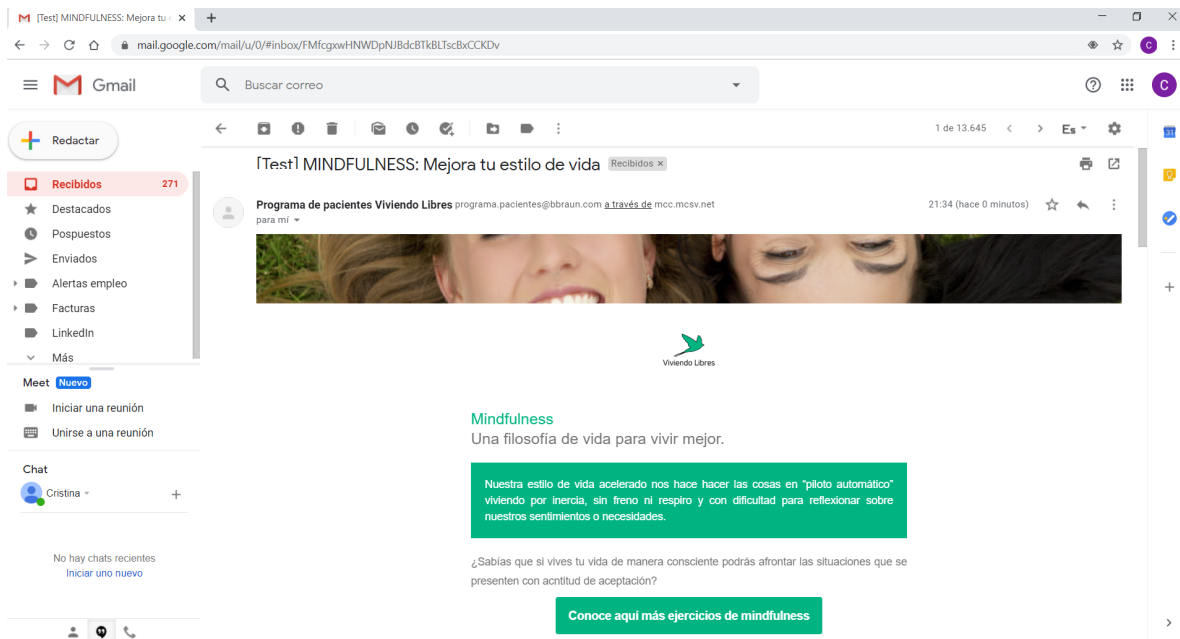 [Test] MINDFULNESS: Mejora tu e
mail.google.com/mail/u/0/#inbox/FMfcgxwHNWDpNJBdcBTkBLTscBxCCKDv
C
Gmail
Buscar correo
C
Redactar
1 de 13.645
Es
31
Recibidos 271
Destacados
Pospuestos
Enviados
Alertas empleo
Facturas
LinkedIn
Más
Meet Nuevo
Iniciar una reunión
Unirse a una reunión
Chat
Cristina
No hay chats recientes
Iniciar uno nuevo
[Test] MINDFULNESS: Mejora tu estilo de vida Recibidos x
Programa de pacientes Viviendo Libres programa.pacientes@bbraun.com a través de mcc.mcsv.net
21:34 (hace 0 minutos)
para mí
Viviendo Libres
Mindfulness
Una filosofía de vida para vivir mejor.
Nuestra estilo de vida acelerado nos hace hacer las cosas en “piloto automático”
viviendo por inercia, sin freno ni respiro y con dificultad para reflexionar sobre
nuestros sentimientos o necesidades.
¿Sabías que si vives tu vida de manera consciente podrás afrontar las situaciones que se
presenten con acntitud de aceptación?
Conoce aquí más ejercicios de mindfulness